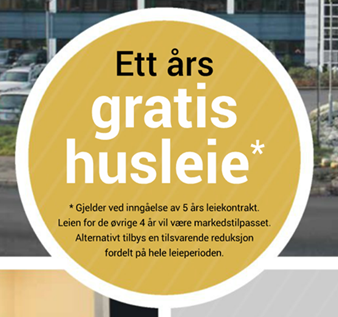 Ett års
gratis
husleie*
* Gjelder ved inngåelse av 5 års leiekontrakt.
Leien for de øvrige 4 år vil være markedstilpasset.
Alternativt tilbys en tilsvarende reduksjon
fordelt på hele leieperioden.